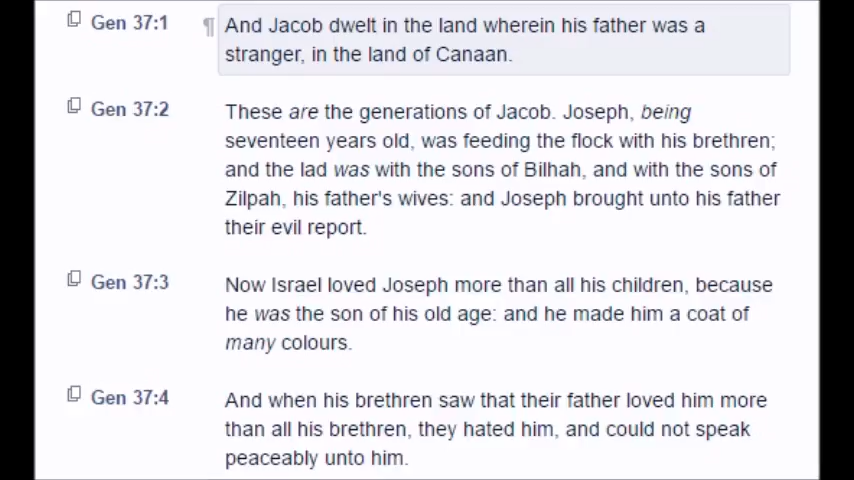 Gen 37:1 ¶ And Jacob dwelt in the land wherein his father was a
stranger, in the land of Canaan.
Gen 37:2 These are the generations of Jacob. Joseph, being
seventeen years old, was feeding the flock with his brethren;
and the lad was with the sons of Bilhah, and with the sons of
Zilpah, his father's wives: and Joseph brought unto his father
their evil report.
Gen 37:3 Now Israel loved Joseph more than all his children, because
he was the son of his old age: and he made him a coat of
many colours.
Gen 37:4 And when his brethren saw that their father loved him more
than all his brethren, they hated him, and could not speak
peaceably unto him.